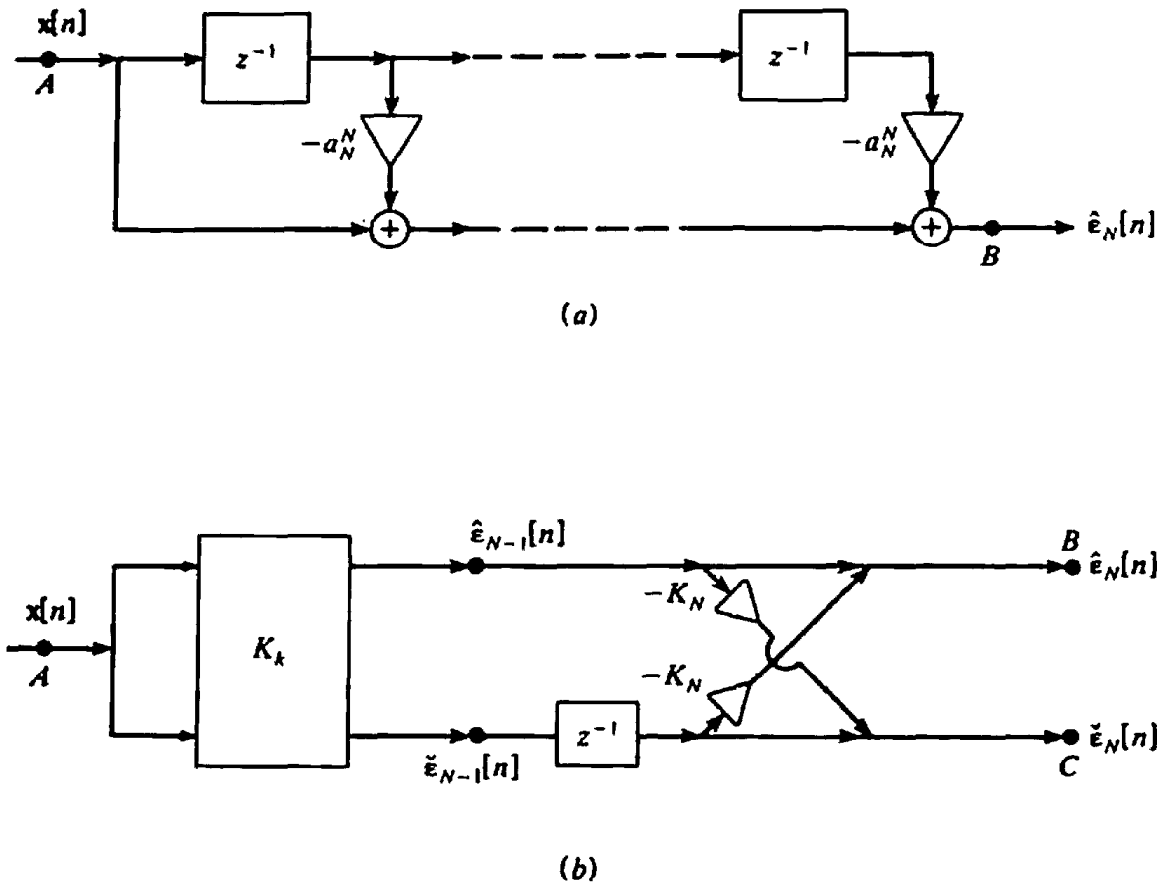 x[n]
A
z⁻¹
z⁻¹
−a_N^N
−a_N^N
+
+
B
ε̂_N[n]
(a)
x[n]
A
K_k
ε̂_{N−1}[n]
ε̌_{N−1}[n]
z⁻¹
−K_N
−K_N
B
ε̂_N[n]
ε̌_N[n]
C
(b)